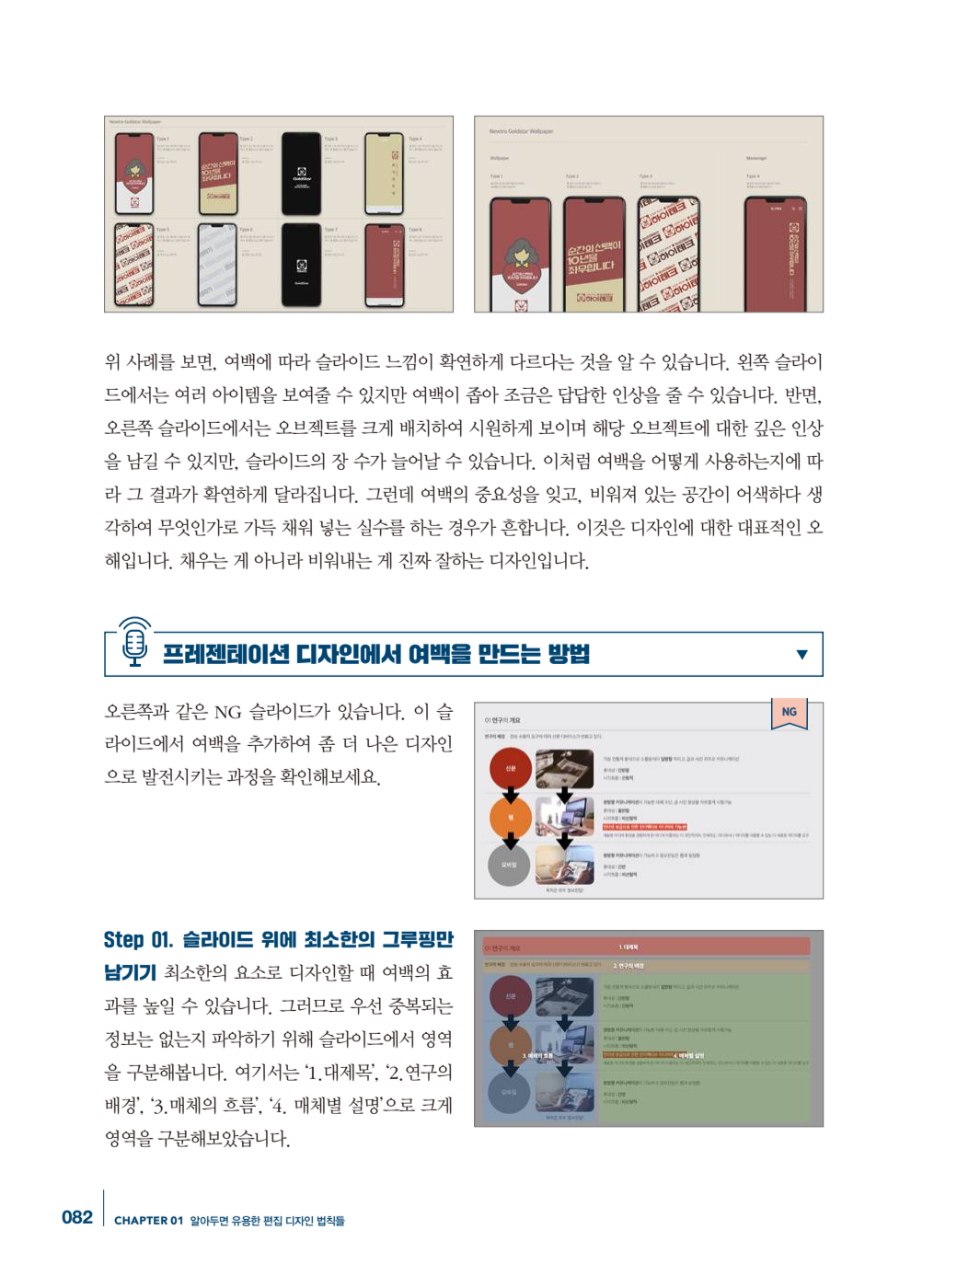 Newtro Goldstar Wallpaper
Type 1
Type 2
Type 3
Type 4
Type 5
Type 6
Type 7
Type 8
순간의 선택이
10년을
좌우합니다
GoldStar
GoldStar
Newtro Goldstar Wallpaper
Wallpaper
Messenger
Type 1
Type 2
Type 3
Type 4
순간의 선택이
10년을
좌우합니다
하이테크
위 사례를 보면, 여백에 따라 슬라이드 느낌이 확연하게 다르다는 것을 알 수 있습니다. 왼쪽 슬라이
드에서는 여러 아이템을 보여줄 수 있지만 여백이 좁아 조금은 답답한 인상을 줄 수 있습니다. 반면,
오른쪽 슬라이드에서는 오브젝트를 크게 배치하여 시원하게 보이며 해당 오브젝트에 대한 깊은 인상
을 남길 수 있지만, 슬라이드의 장 수가 늘어날 수 있습니다. 이처럼 여백을 어떻게 사용하는지에 따
라 그 결과가 확연하게 달라집니다. 그런데 여백의 중요성을 잊고, 비워져 있는 공간이 어색하다 생
각하여 무엇인가로 가득 채워 넣는 실수를 하는 경우가 흔합니다. 이것은 디자인에 대한 대표적인 오
해입니다. 채우는 게 아니라 비워내는 게 진짜 잘하는 디자인입니다.
프레젠테이션 디자인에서 여백을 만드는 방법
오른쪽과 같은 NG 슬라이드가 있습니다. 이 슬
라이드에서 여백을 추가하여 좀 더 나은 디자인
으로 발전시키는 과정을 확인해보세요.
NG
01 연구의 개요
연구의 배경
신문
웹
모바일
Step 01. 슬라이드 위에 최소한의 그루핑만
남기기 최소한의 요소로 디자인할 때 여백의 효
과를 높일 수 있습니다. 그러므로 우선 중복되는
정보는 없는지 파악하기 위해 슬라이드에서 영역
을 구분해봅니다. 여기서는 ‘1.대제목’, ‘2.연구의
배경’, ‘3.매체의 흐름’, ‘4. 매체별 설명’으로 크게
영역을 구분해보았습니다.
01 연구의 개요
1. 대제목
연구의 배경
2. 연구의 배경
신문
웹
3. 매체의 흐름
4. 매체별 설명
모바일
082
CHAPTER 01 알아두면 유용한 편집 디자인 법칙들